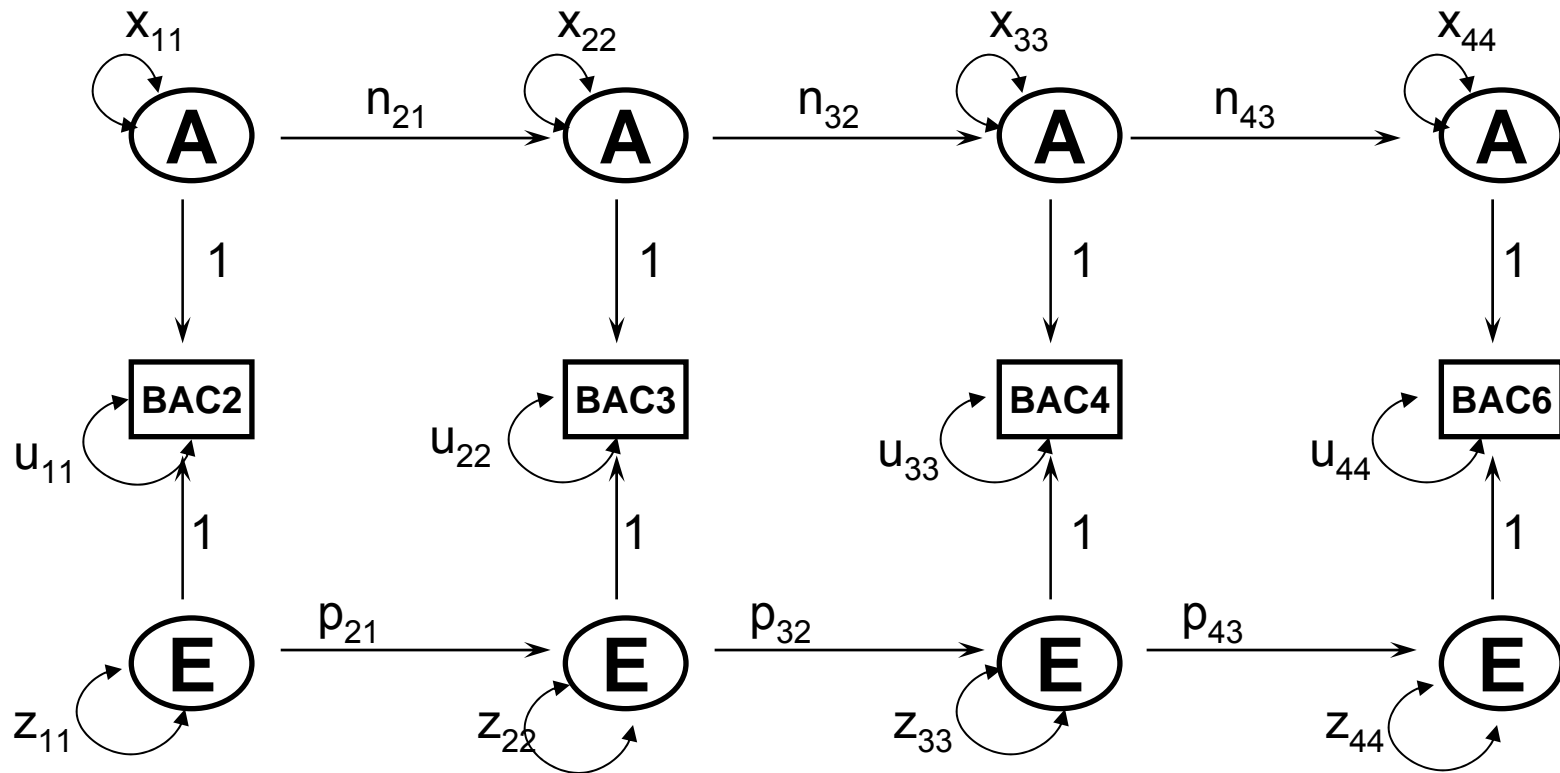 x₁₁ x₂₂ x₃₃ x₄₄
A n₂₁ A n₃₂ A n₄₃ A
1 1 1 1
BAC2 BAC3 BAC4 BAC6
u₁₁ u₂₂ u₃₃ u₄₄
1 1 1 1
E p₂₁ E p₃₂ E p₄₃ E
z₁₁ z₂₂ z₃₃ z₄₄